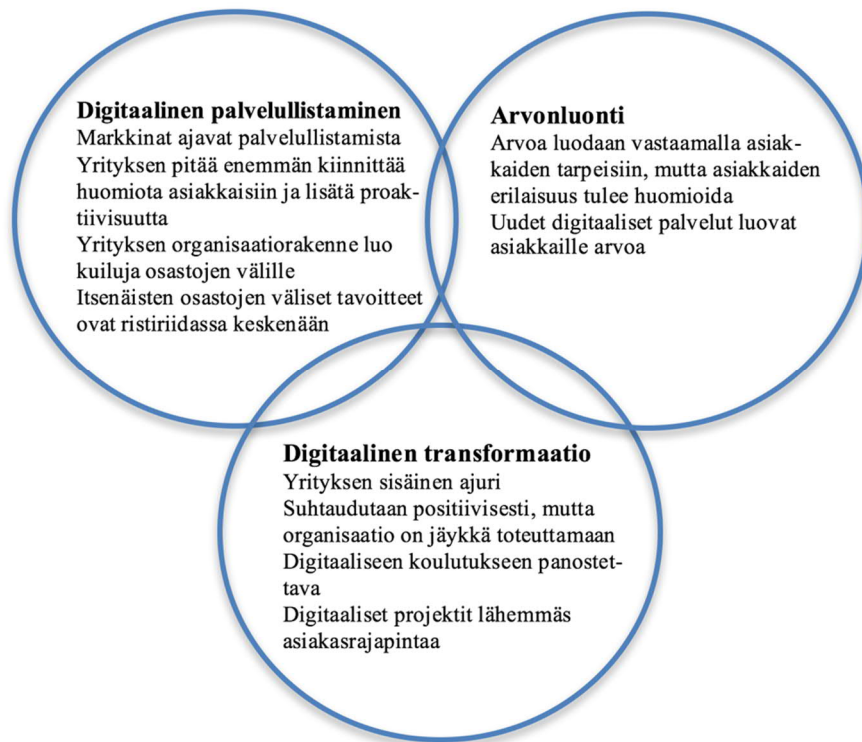 Digitaalinen palvelullistaminen
Markkinat ajavat palvelullistamista
Yrityksen pitää enemmän kiinnittää
huomiota asiakkaisiin ja lisätä proak-
tiivisuutta
Yrityksen organisaatiorakenne luo
kuiluja osastojen välille
Itsenäisten osastojen väliset tavoitteet
ovat ristiriidassa keskenään
Arvonluonti
Arvoa luodaan vastaamalla asiak-
kaiden tarpeisiin, mutta asiakkaiden
erilaisuus tulee huomioida
Uudet digitaaliset palvelut luovat
asiakkaille arvoa
Digitaalinen transformaatio
Yrityksen sisäinen ajuri
Suhtaudutaan positiivisesti, mutta
organisaatio on jäykkä toteuttamaan
Digitaaliseen koulutukseen panostet-
tava
Digitaaliset projektit lähemmäs
asiakasrajapintaa